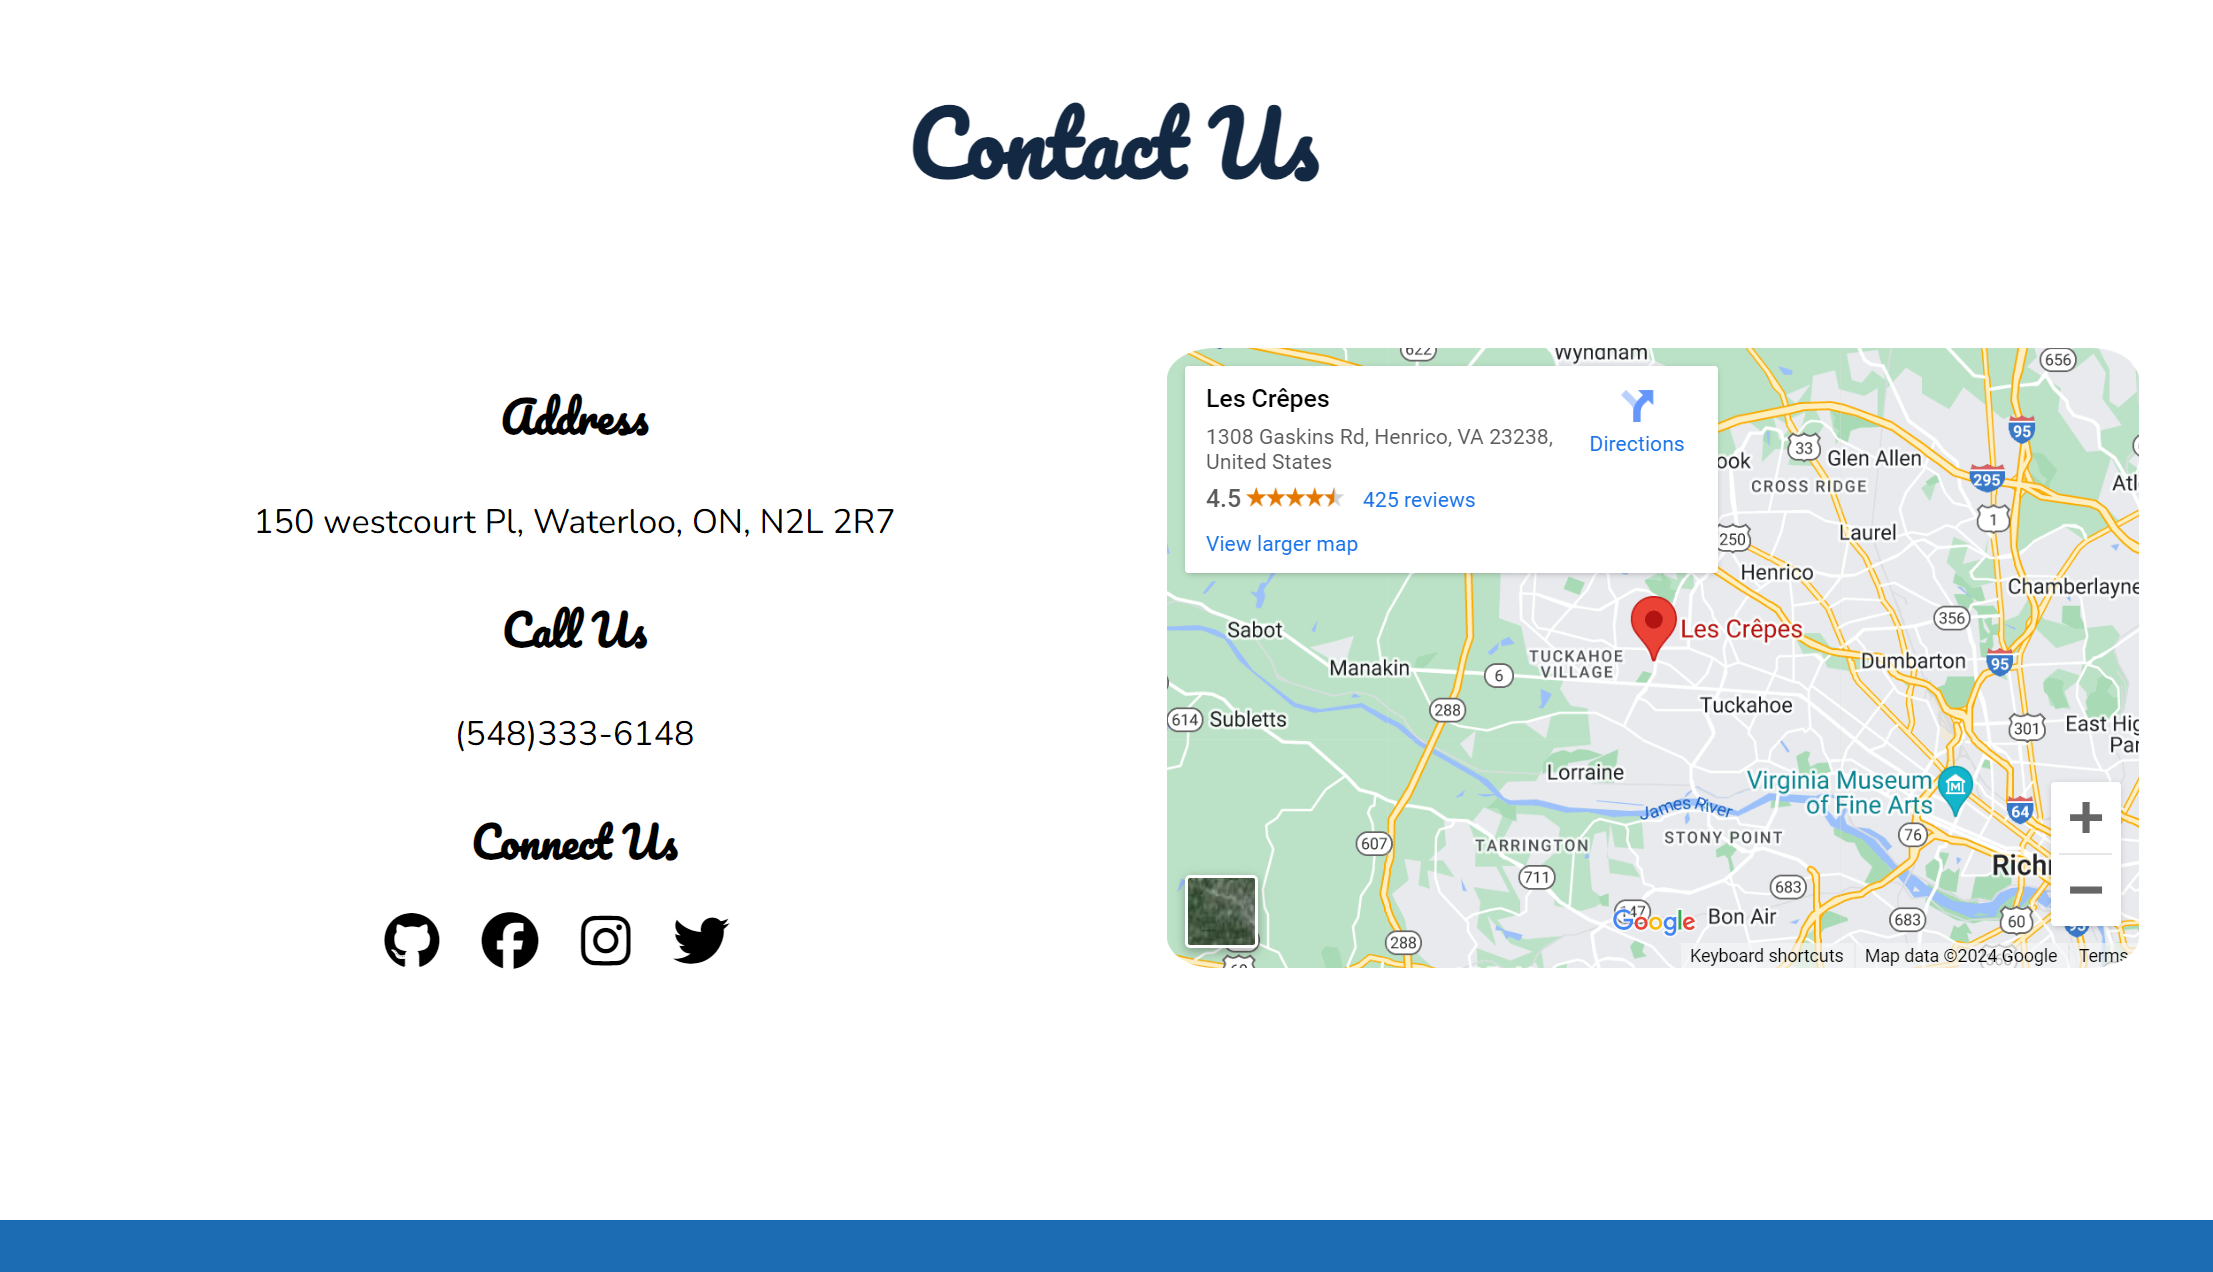 Contact Us
Address
150 westcourt Pl, Waterloo, ON, N2L 2R7
Call Us
(548)333-6148
Connect Us
Les Crêpes
1308 Gaskins Rd, Henrico, VA 23238,
United States
Directions
4.5
425 reviews
View larger map
622
Wyndham
656
95
33
Glen Allen
295
CROSS RIDGE
1
250
Laurel
Henrico
Chamberlayne
356
Les Crêpes
Sabot
Manakin
TUCKAHOE
VILLAGE
6
Dumbarton
95
288
Tuckahoe
614
Subletts
301
East Hig
Par
Lorraine
Virginia Museum
of Fine Arts
James River
64
607
TARRINGTON
STONY POINT
76
711
683
Richm
147
Google
Bon Air
683
60
95
288
Keyboard shortcuts
Map data ©2024 Google
Terms